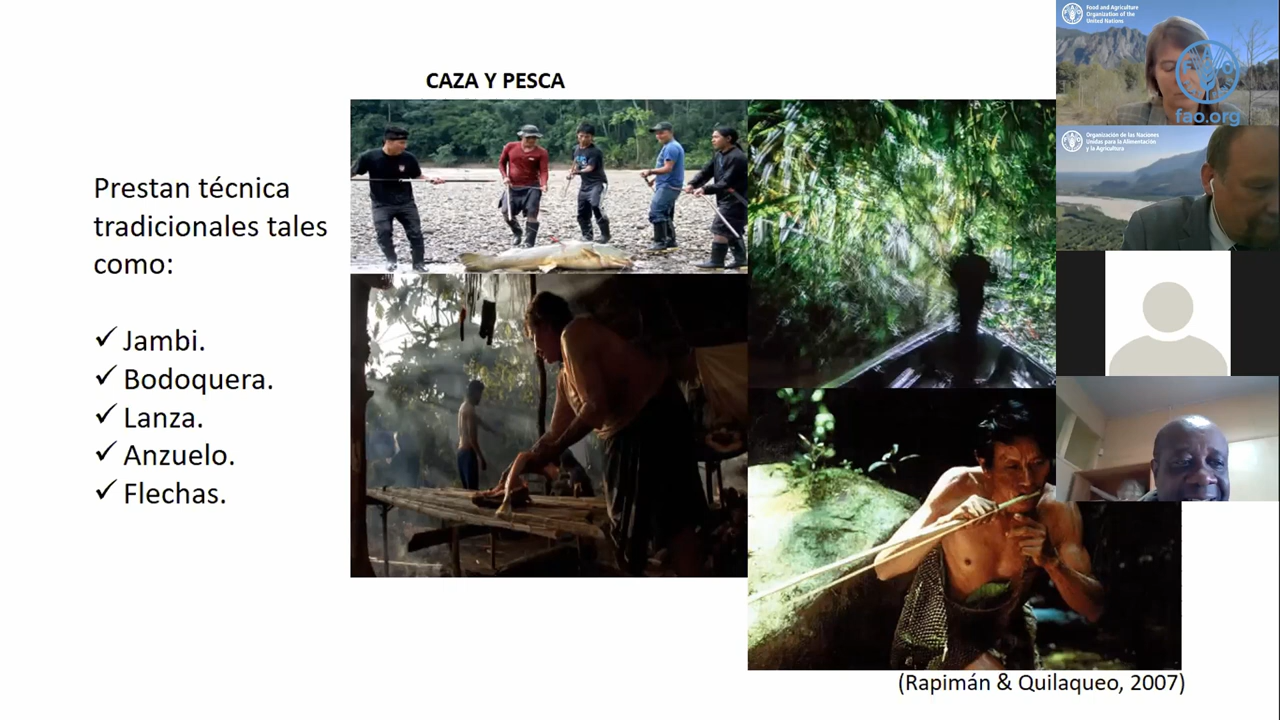 CAZA Y PESCA
Prestan técnica
tradicionales tales
como:
✓ Jambi.
✓ Bodoquera.
✓ Lanza.
✓ Anzuelo.
✓ Flechas.
(Rapimán & Quilaqueo, 2007)
Food and Agriculture
Organization of the
United Nations
FAO
fao.org
Organización de las Naciones
Unidas para la Alimentación
y la Agricultura